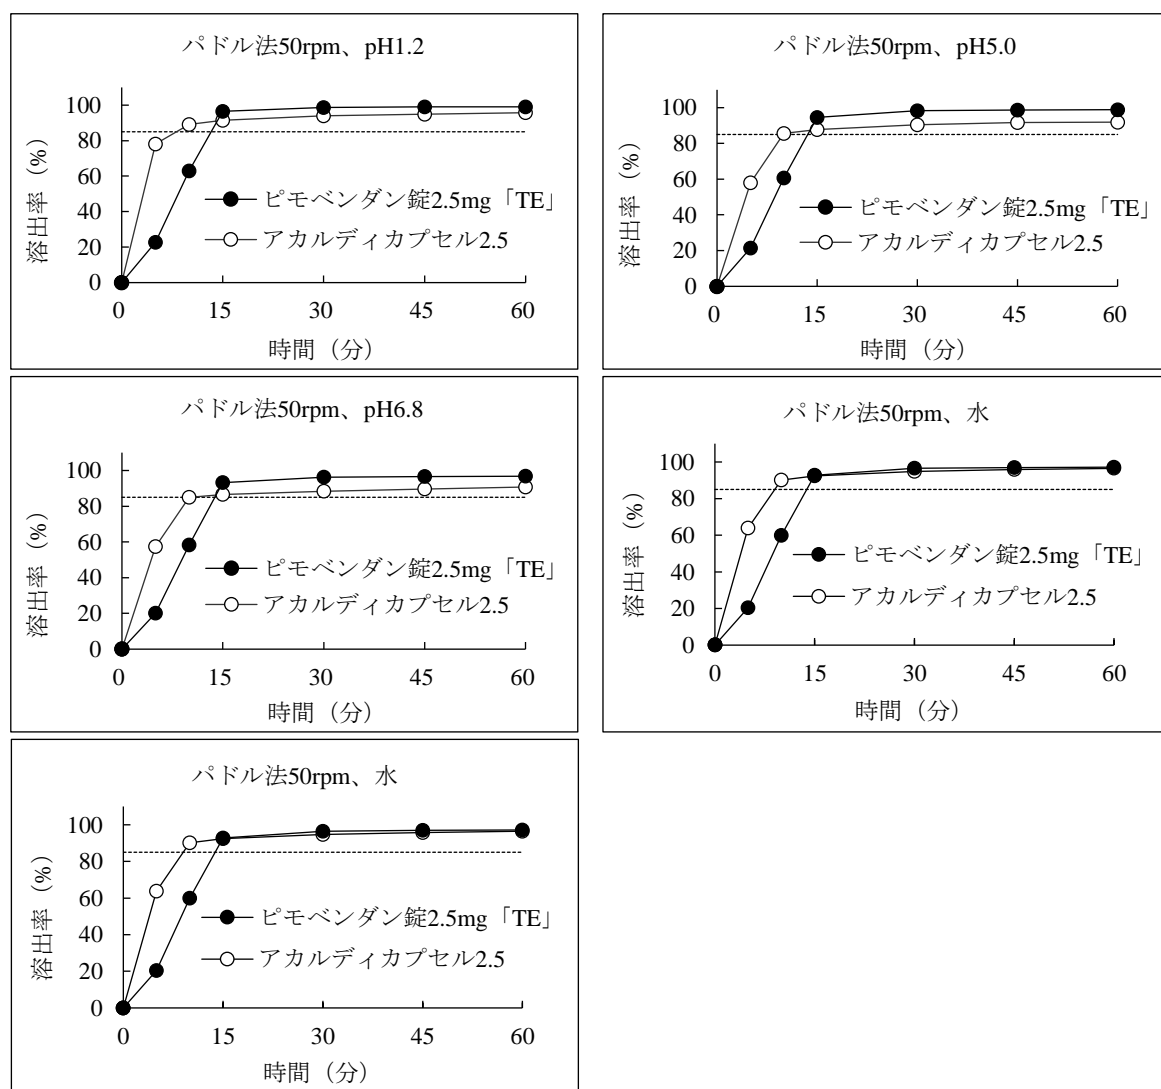 パドル法50rpm、pH1.2
溶出率（%）
100
80
60
40
20
0
ピモベンダン錠2.5mg「TE」
アカルディカプセル2.5
0 15 30 45 60
時間（分）
パドル法50rpm、pH5.0
溶出率（%）
100
80
60
40
20
0
ピモベンダン錠2.5mg「TE」
アカルディカプセル2.5
0 15 30 45 60
時間（分）
パドル法50rpm、pH6.8
溶出率（%）
100
80
60
40
20
0
ピモベンダン錠2.5mg「TE」
アカルディカプセル2.5
0 15 30 45 60
時間（分）
パドル法50rpm、水
溶出率（%）
100
80
60
40
20
0
ピモベンダン錠2.5mg「TE」
アカルディカプセル2.5
0 15 30 45 60
時間（分）
パドル法50rpm、水
溶出率（%）
100
80
60
40
20
0
ピモベンダン錠2.5mg「TE」
アカルディカプセル2.5
0 15 30 45 60
時間（分）